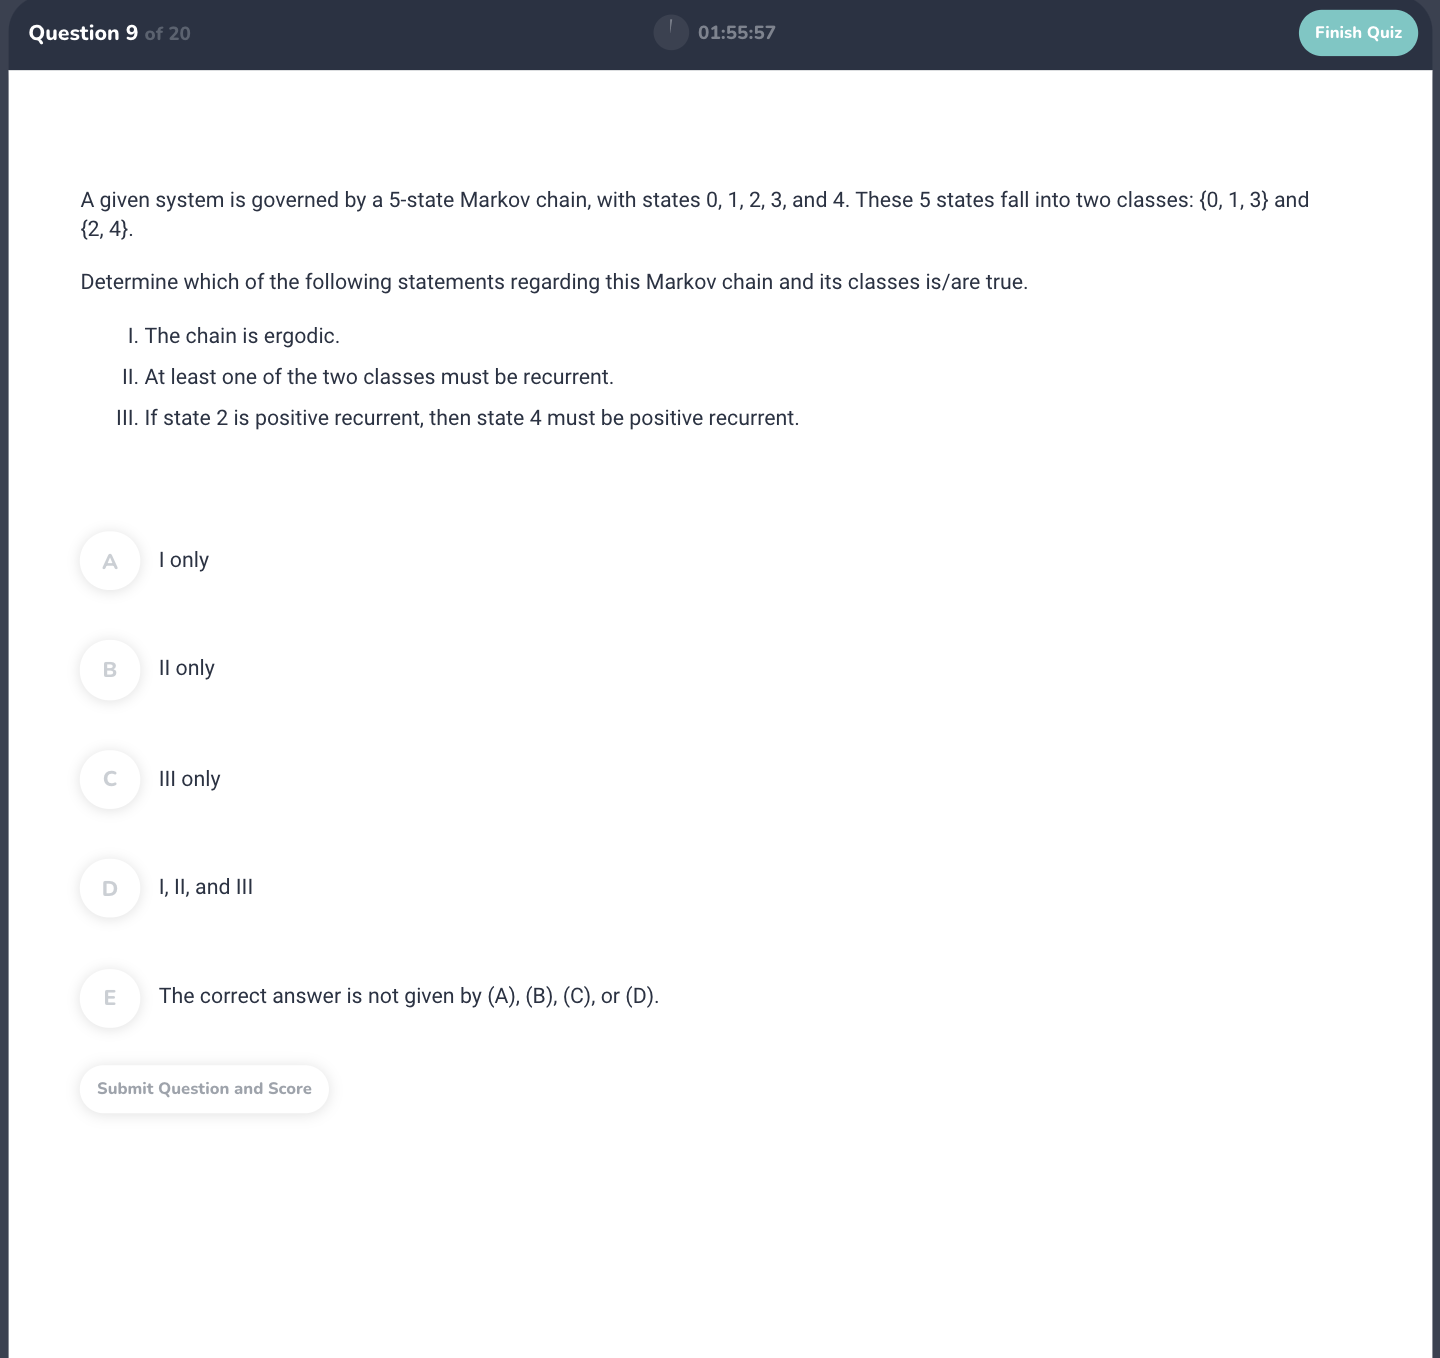 Question 9 of 20
01:55:57
Finish Quiz
A given system is governed by a 5-state Markov chain, with states 0, 1, 2, 3, and 4. These 5 states fall into two classes: {0, 1, 3} and
{2, 4}.
Determine which of the following statements regarding this Markov chain and its classes is/are true.
I. The chain is ergodic.
II. At least one of the two classes must be recurrent.
III. If state 2 is positive recurrent, then state 4 must be positive recurrent.
A I only
B II only
C III only
D I, II, and III
E The correct answer is not given by (A), (B), (C), or (D).
Submit Question and Score